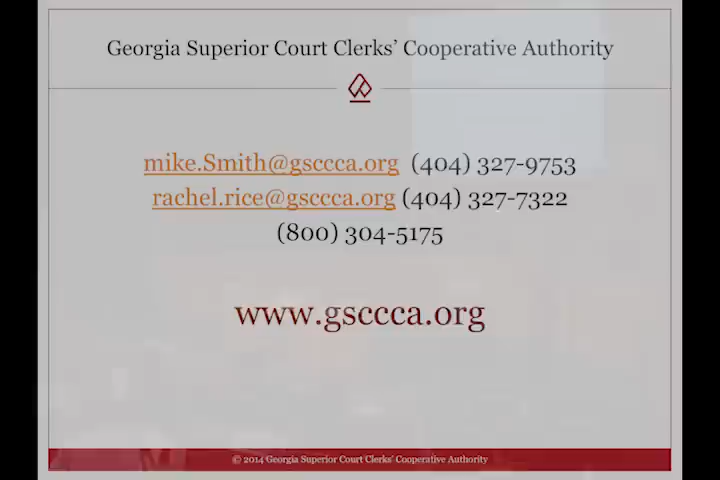 Georgia Superior Court Clerks’ Cooperative Authority
mike.Smith@gsccca.org (404) 327-9753
rachel.rice@gsccca.org (404) 327-7322
(800) 304-5175
www.gsccca.org
© 2014 Georgia Superior Court Clerks’ Cooperative Authority